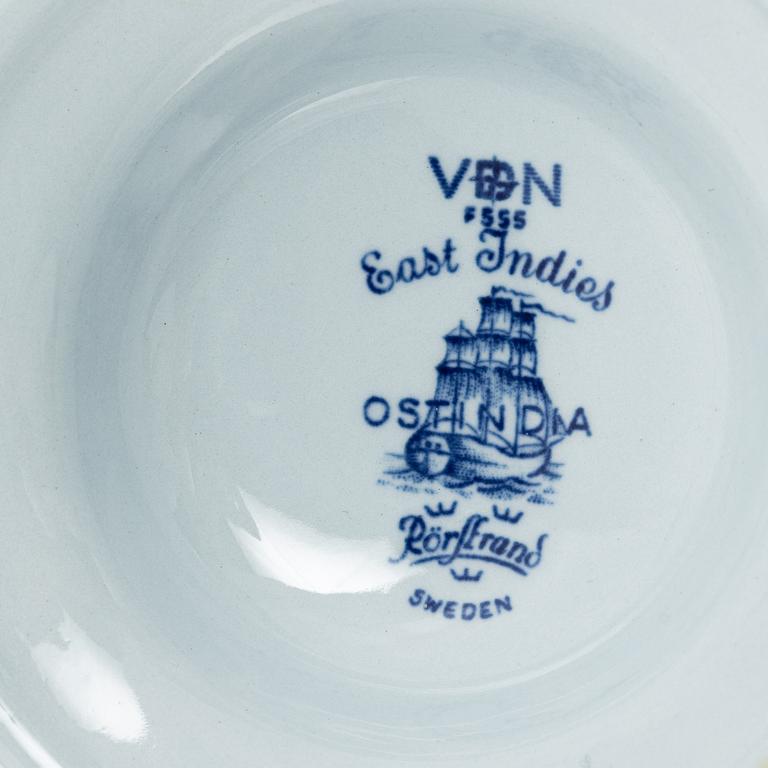 VDN
F555
East Indies
OSTINDIA
Rörstrand
SWEDEN